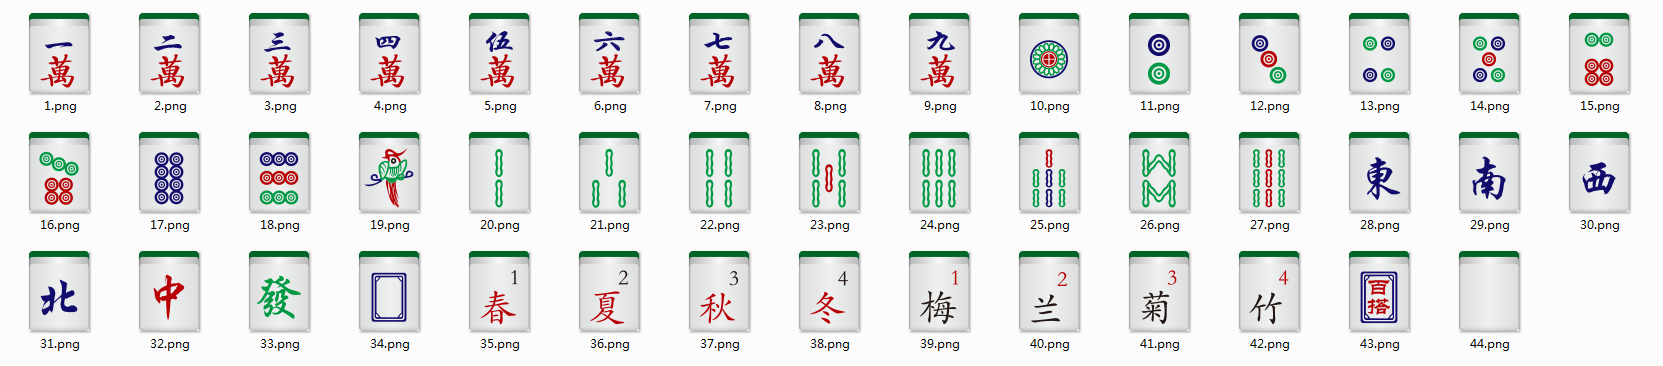 一 二 三 四 伍 六 七 八 九
萬 萬 萬 萬 萬 萬 萬 萬 萬
1.png 2.png 3.png 4.png 5.png 6.png 7.png 8.png 9.png 10.png 11.png 12.png 13.png 14.png 15.png
東 南 西
16.png 17.png 18.png 19.png 20.png 21.png 22.png 23.png 24.png 25.png 26.png 27.png 28.png 29.png 30.png
1 2 3 4 1 2 3 4
北 中 發 春 夏 秋 冬 梅 兰 菊 竹 百搭
31.png 32.png 33.png 34.png 35.png 36.png 37.png 38.png 39.png 40.png 41.png 42.png 43.png 44.png